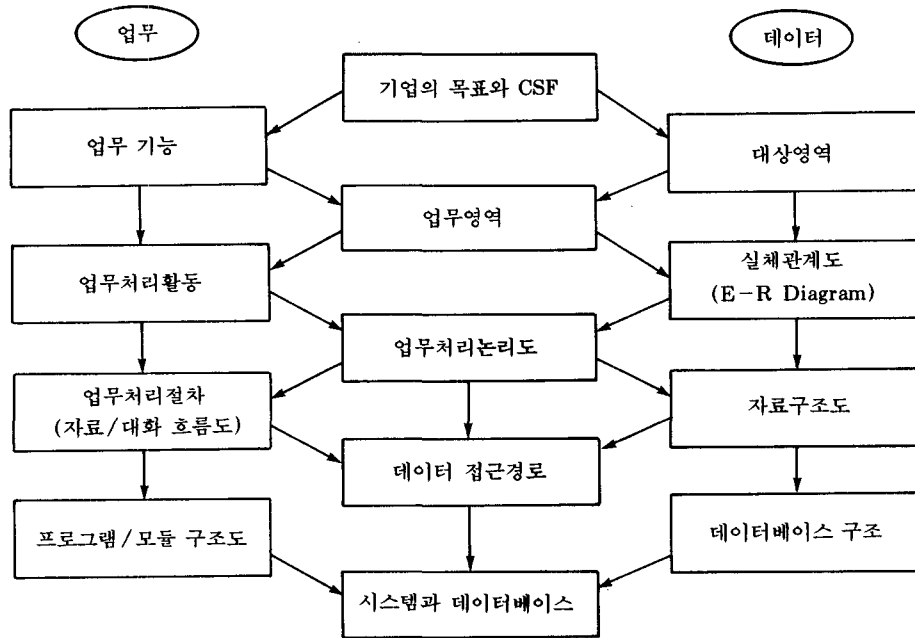 업무
데이터
기업의 목표와 CSF
업무 기능
대상영역
업무영역
업무처리활동
실체관계도
(E-R Diagram)
업무처리논리도
업무처리절차
(자료/대화 흐름도)
자료구조도
데이터 접근경로
프로그램/모듈 구조도
데이터베이스 구조
시스템과 데이터베이스